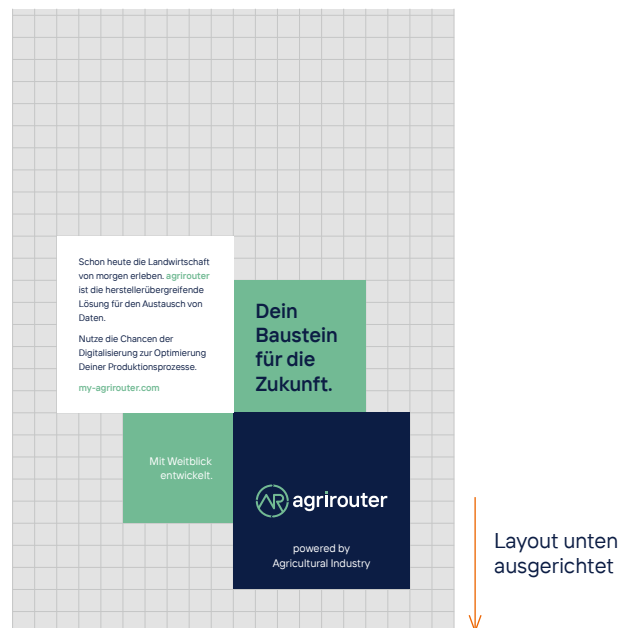 Schon heute die Landwirtschaft
von morgen erleben. agrirouter
ist die herstellerübergreifende
Lösung für den Austausch von
Daten.
Nutze die Chancen der
Digitalisierung zur Optimierung
Deiner Produktionsprozesse.
my-agrirouter.com
Dein
Baustein
für die
Zukunft.
Mit Weitblick
entwickelt.
AR agrirouter
powered by
Agricultural Industry
Layout unten
ausgerichtet